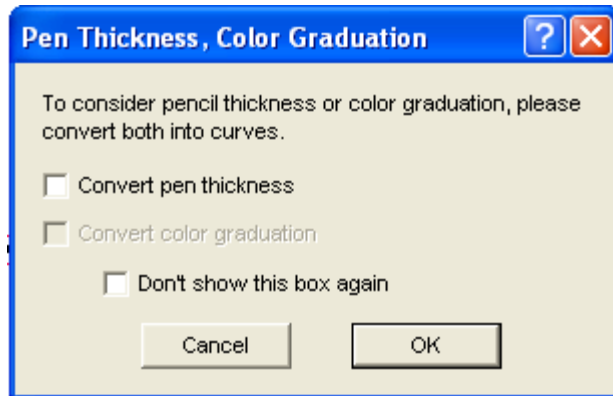 Pen Thickness, Color Graduation
To consider pencil thickness or color graduation, please
convert both into curves.
Convert pen thickness
Convert color graduation
Don't show this box again
Cancel OK